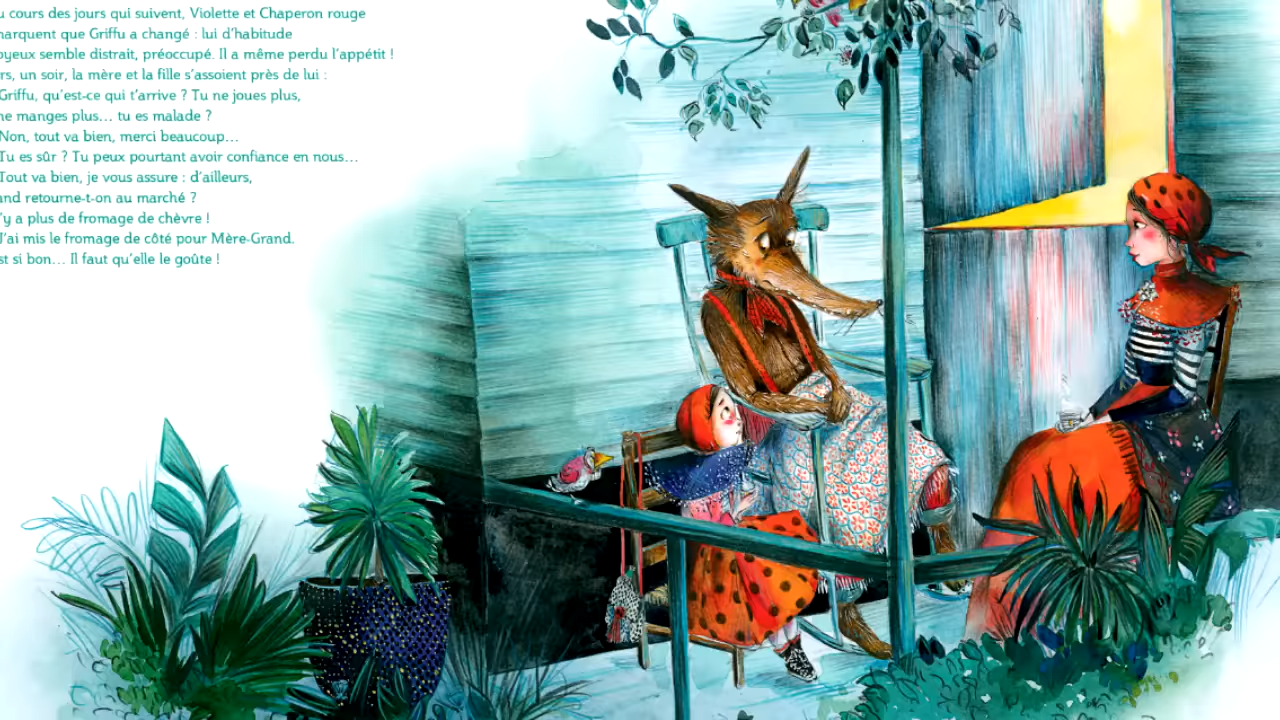 u cours des jours qui suivent, Violette et Chaperon rouge
marquent que Griffu a changé : lui d'habitude
oyeux semble distrait, préoccupé. Il a même perdu l'appétit !
rs, un soir, la mère et la fille s'assoient près de lui :
Griffu, qu'est-ce qui t'arrive ? Tu ne joues plus,
ne manges plus... tu es malade ?
Non, tout va bien, merci beaucoup...
Tu es sûr ? Tu peux pourtant avoir confiance en nous...
Tout va bien, je vous assure : d'ailleurs,
and retourne-t-on au marché ?
'y a plus de fromage de chèvre !
J'ai mis le fromage de côté pour Mère-Grand.
st si bon... Il faut qu'elle le goûte !